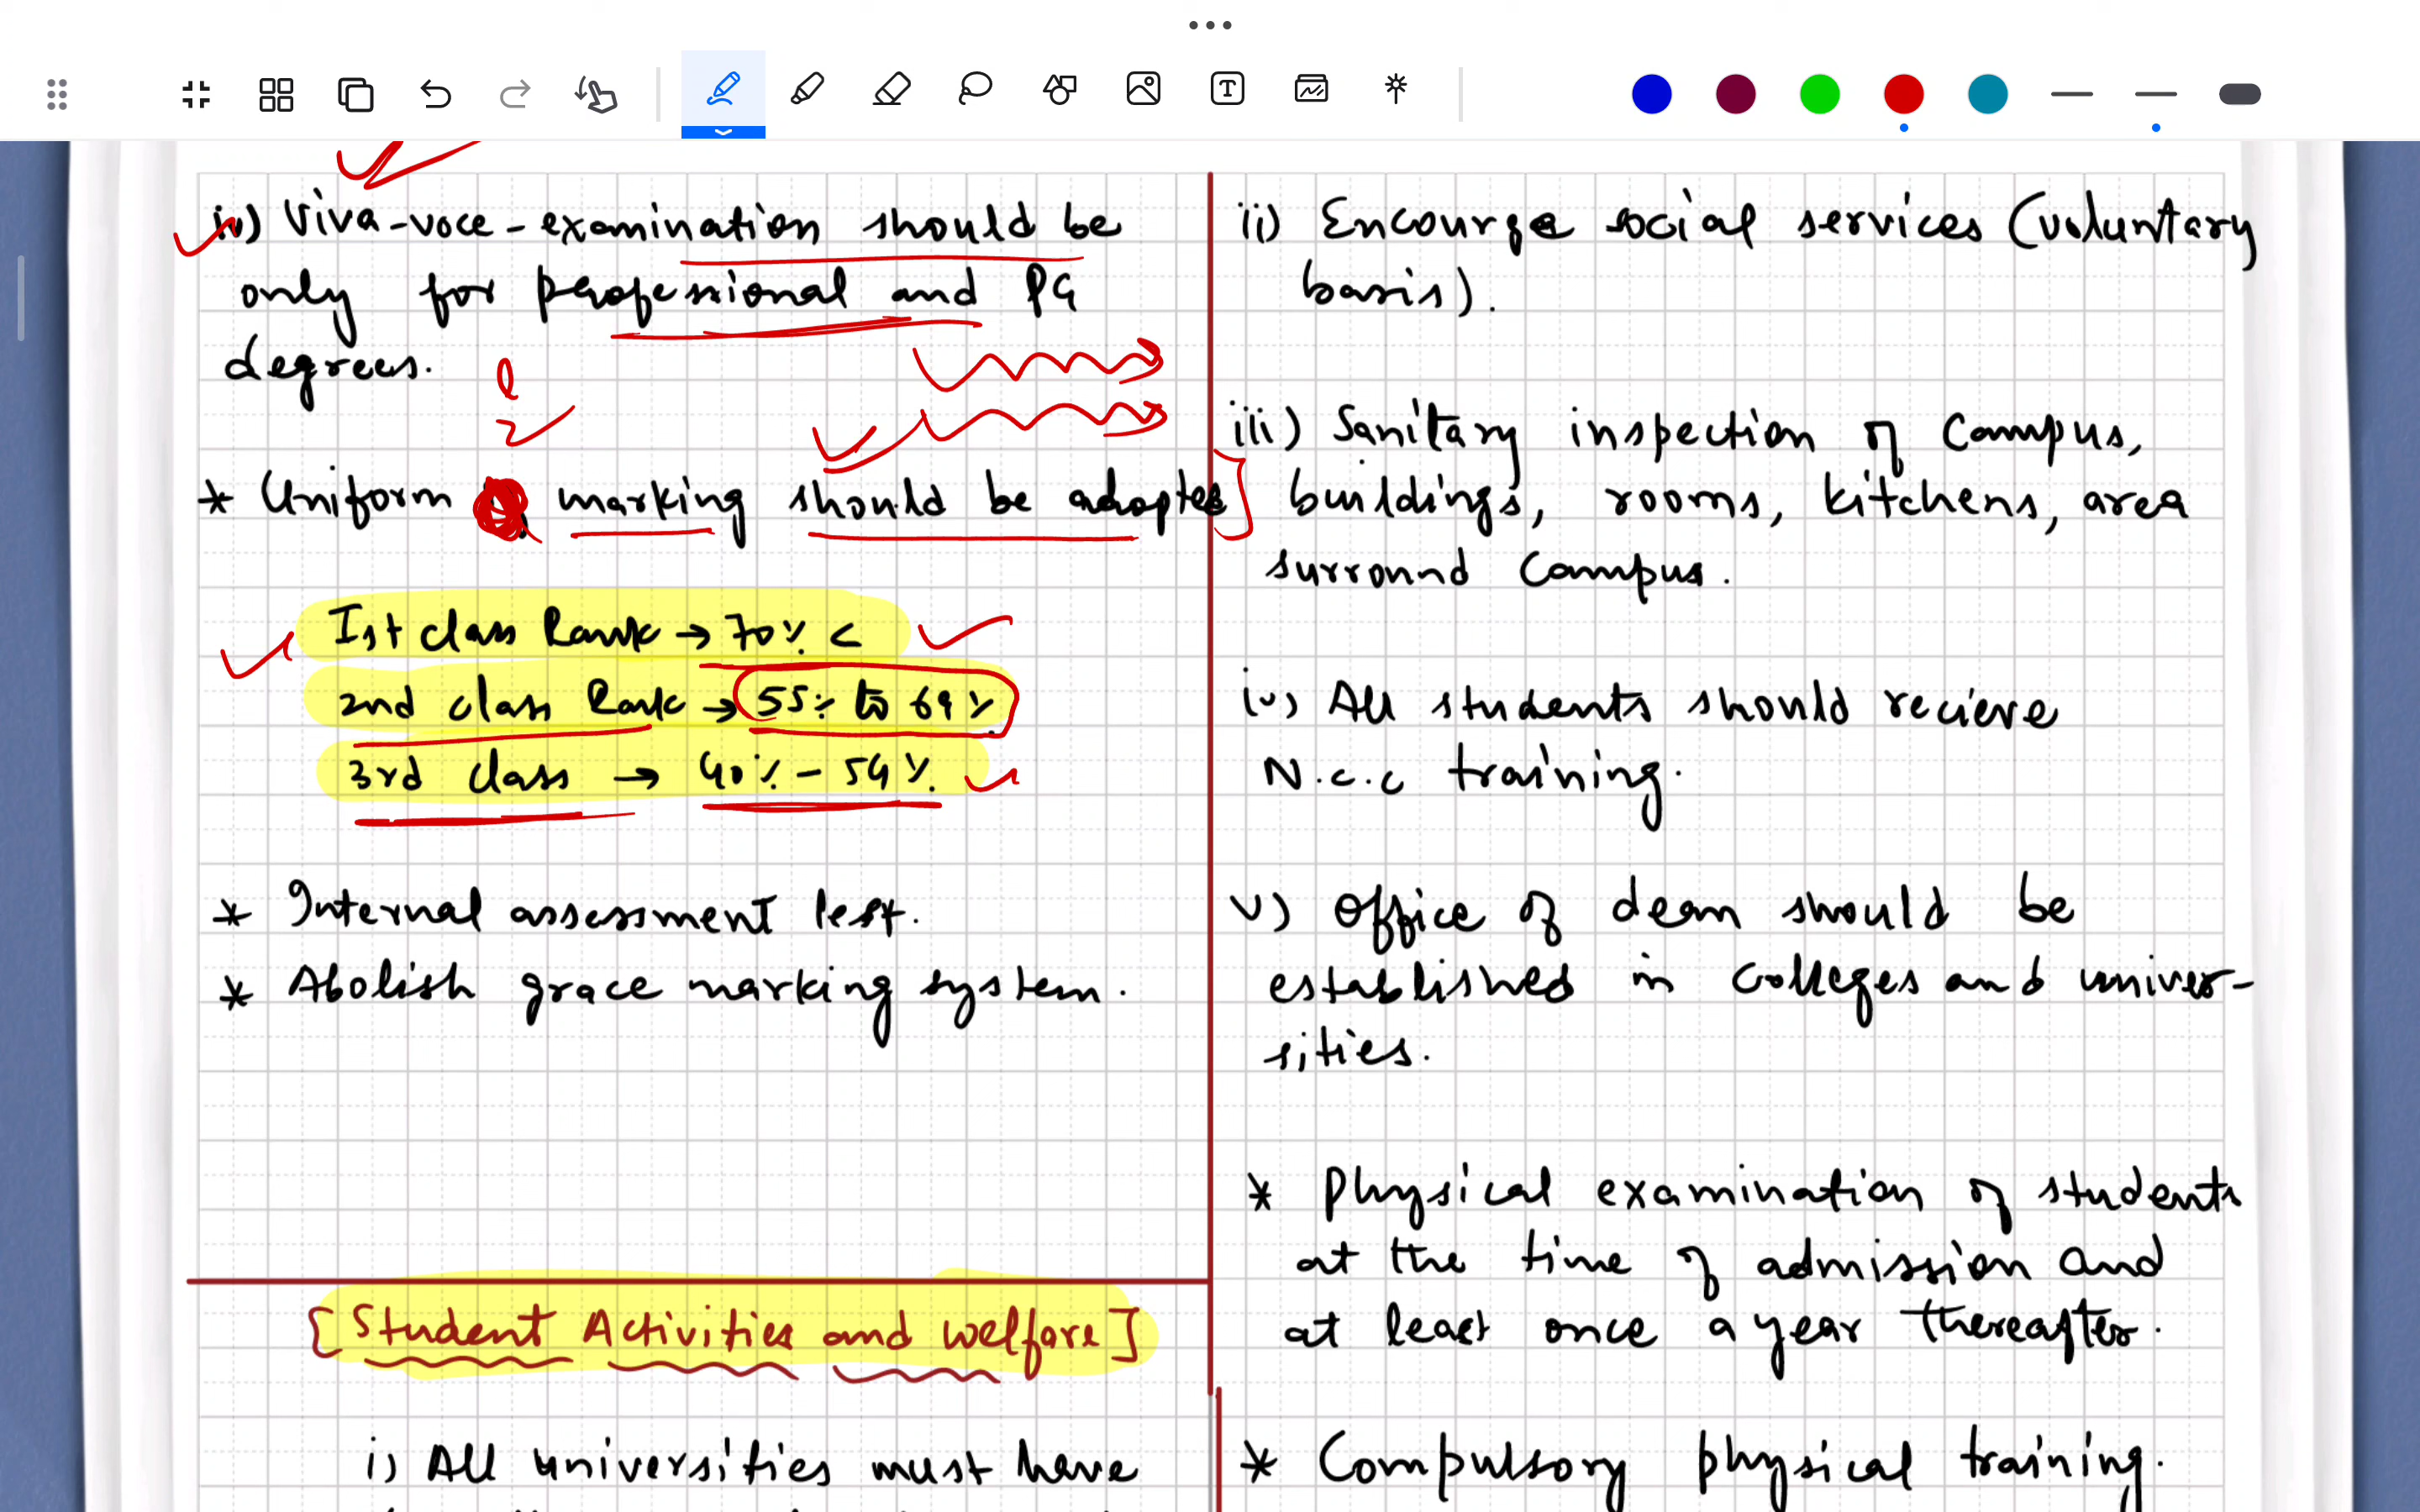 iv) Viva-voce-examination should be
only for professional and PG
degrees.
* Uniform marking should be adopted
Ist class Rank → 70% <
2nd class Rank → 55% to 69%
3rd class → 40% - 54%
* Internal assessment test.
* Abolish grace marking system.
[Student Activities and welfare]
i) All universities must have
ii) Encourge social services (voluntary
basis).
iii) Sanitary inspection of Campus,
buildings, rooms, kitchens, area
surround campus.
iv) All students should recieve
N.C.C training.
v) Office of dean should be
established in colleges and univer-
sities.
* Physical examination of students
at the time of admission and
at least once a year thereafter.
* Compulsory physical training.